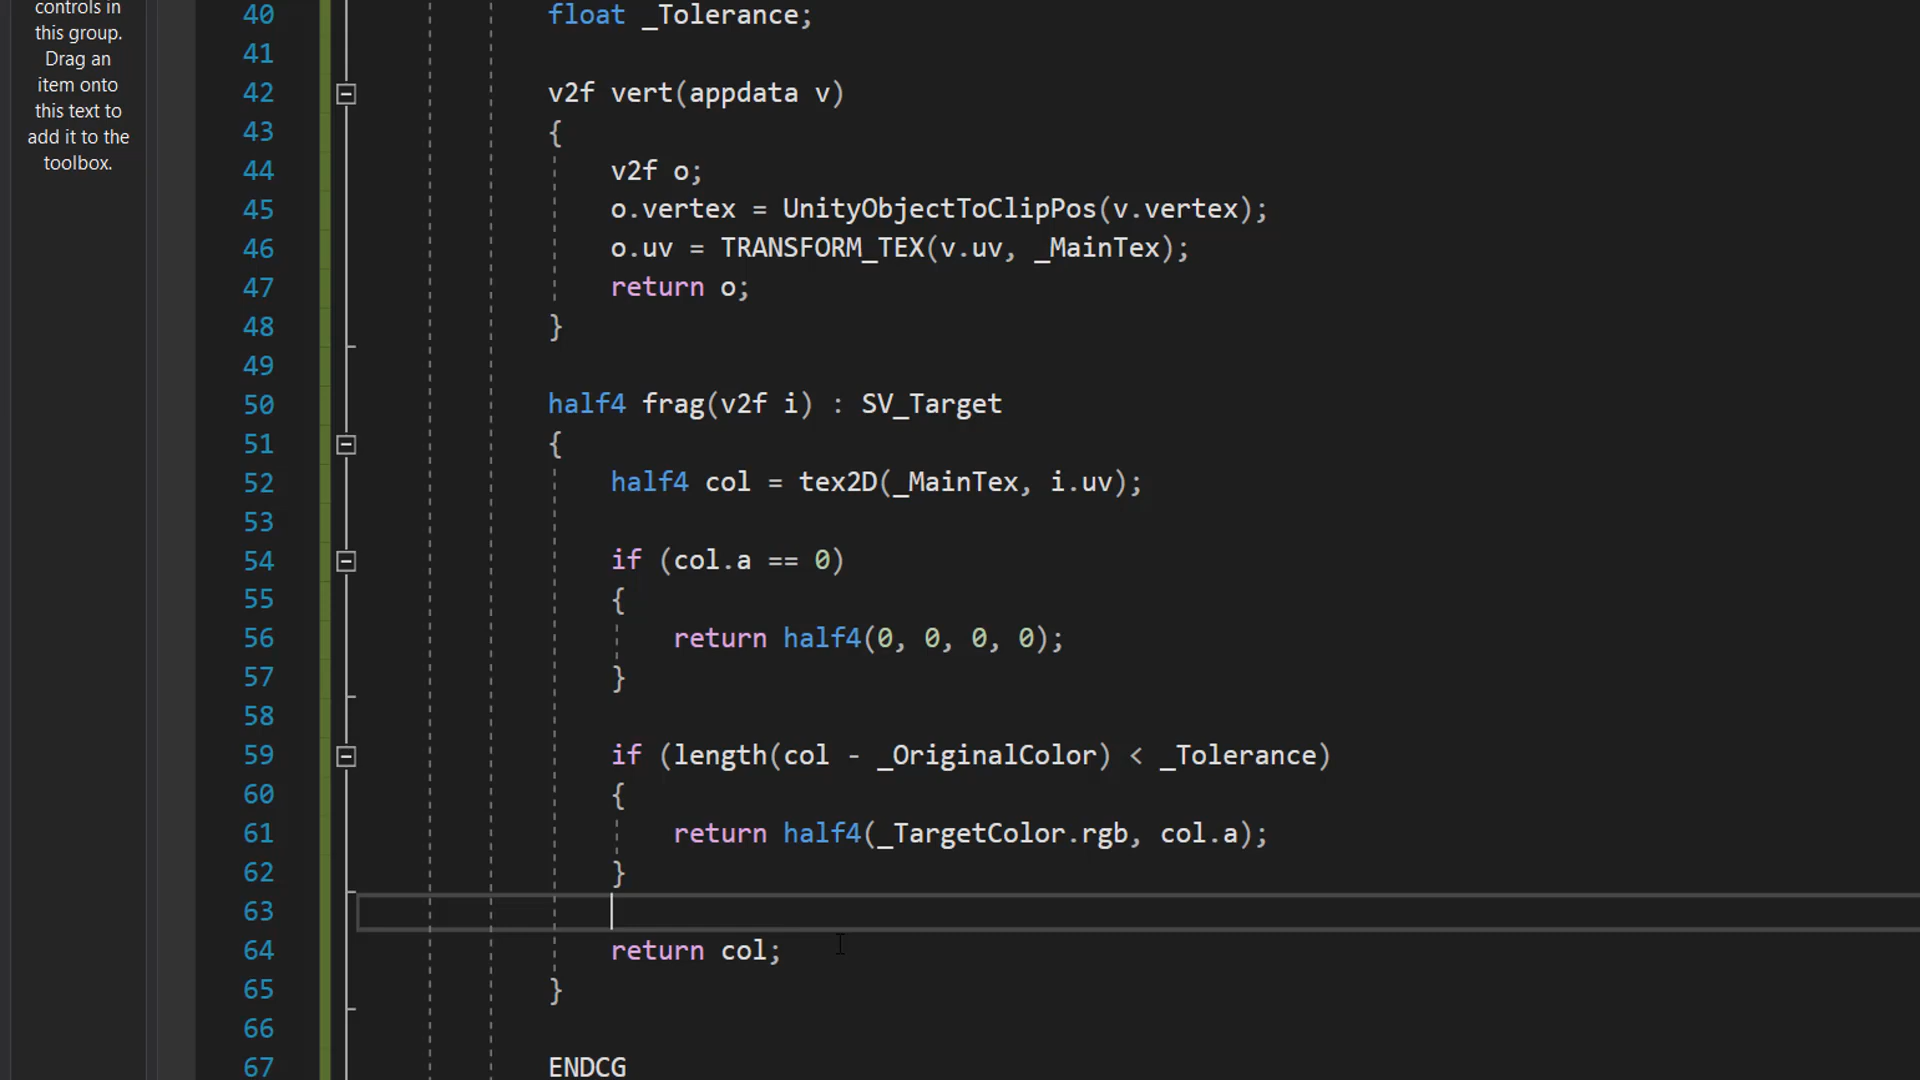 controls in
this group.
Drag an
item onto
this text to
add it to the
toolbox.
40 float _Tolerance;
41
42 v2f vert(appdata v)
43 {
44 v2f o;
45 o.vertex = UnityObjectToClipPos(v.vertex);
46 o.uv = TRANSFORM_TEX(v.uv, _MainTex);
47 return o;
48 }
49
50 half4 frag(v2f i) : SV_Target
51 {
52 half4 col = tex2D(_MainTex, i.uv);
53
54 if (col.a == 0)
55 {
56 return half4(0, 0, 0, 0);
57 }
58
59 if (length(col - _OriginalColor) < _Tolerance)
60 {
61 return half4(_TargetColor.rgb, col.a);
62 }
63
64 return col;
65 }
66
67 ENDCG